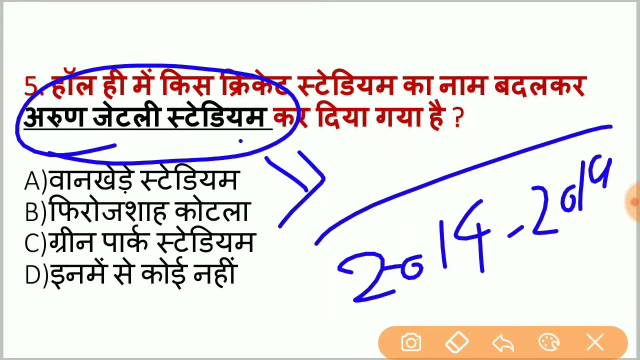 5. हॉल ही में किस क्रिकेट स्टेडियम का नाम बदलकर
अरुण जेटली स्टेडियम कर दिया गया है ?
A)वानखेड़े स्टेडियम
B)फिरोजशाह कोटला
C)ग्रीन पार्क स्टेडियम
D)इनमें से कोई नहीं
2014-2019